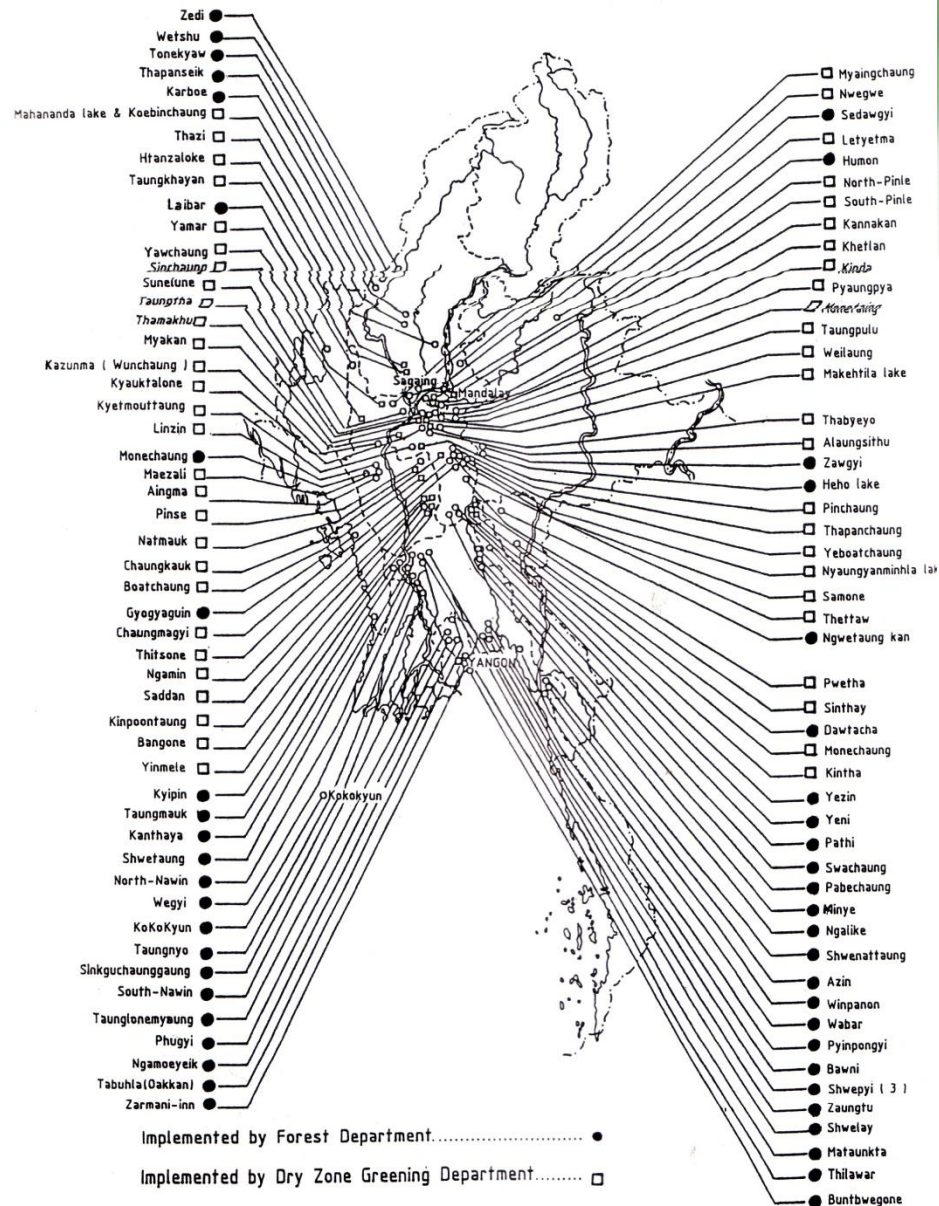 Zedi
Wetshu
Tonekyaw
Thapanseik
Karboe
Mahananda lake & Koebinchaung
Thazi
Htanzaloke
Taungkhayan
Laibar
Yamar
Yawchaung
Sinchaung
Sunelune
Taungtha
Thamakhu
Myakan
Kazunma ( Wunchaung )
Kyauktalone
Kyetmouttaung
Linzin
Monechaung
Maezali
Aingma
Pinse
Natmauk
Chaungkauk
Boatchaung
Gyogyaguin
Chaungmagyi
Thitsone
Ngamin
Saddan
Kinpoontaung
Bangone
Yinmele
Kyipin
Taungmauk
Kanthaya
Shwetaung
North-Nawin
Wegyi
KoKoKyun
Taungnyo
Sinkguchaunggaung
South-Nawin
Taunglonemyaung
Phugyi
Ngamoeyeik
Tabuhla(Oakkan)
Zarmani-inn
Sagaing
Mandalay
YANGON
Kokokyun
Myaingchaung
Nwegwe
Sedawgyi
Letyetma
Humon
North-Pinle
South-Pinle
Kannakan
Khetlan
Kinda
Pyaungpya
Monetaing
Taungpulu
Weilaung
Makehtila lake
Thabyeyo
Alaungsithu
Zawgyi
Heho lake
Pinchaung
Thapanchaung
Yeboatchaung
Nyaungyanminhla lak
Samone
Thettaw
Ngwetaung kan
Pwetha
Sinthay
Dawtacha
Monechaung
Kintha
Yezin
Yeni
Pathi
Swachaung
Pabechaung
Minye
Ngalike
Shwenattaung
Azin
Winpanon
Wabar
Pyinpongyi
Bawni
Shwepyi ( 3 )
Zaungtu
Shwelay
Mataunkta
Thilawar
Buntbwegone
Implemented by Forest Department.............................. ●
Implemented by Dry Zone Greening Department......... □